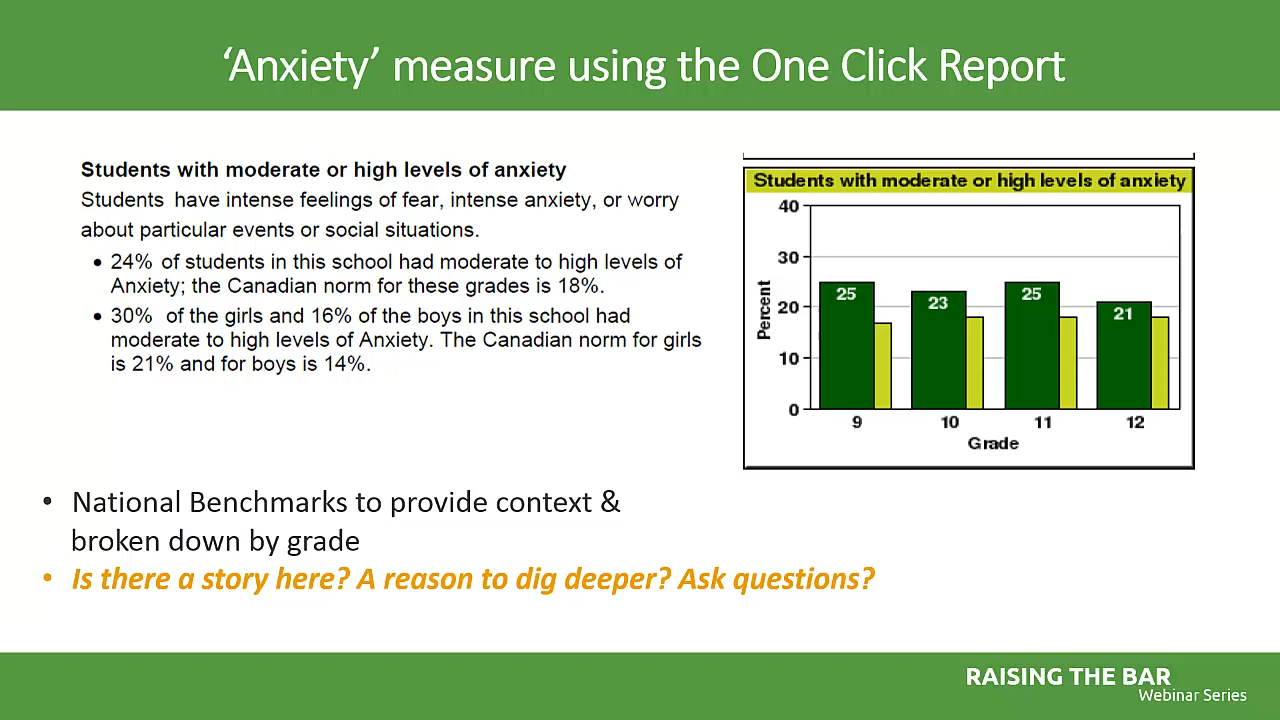 ‘Anxiety’ measure using the One Click Report
Students with moderate or high levels of anxiety
Students have intense feelings of fear, intense anxiety, or worry
about particular events or social situations.
• 24% of students in this school had moderate to high levels of
Anxiety; the Canadian norm for these grades is 18%.
• 30% of the girls and 16% of the boys in this school had
moderate to high levels of Anxiety. The Canadian norm for girls
is 21% and for boys is 14%.
Students with moderate or high levels of anxiety
40
30
20
10
0
Percent
25
23
25
21
9 10 11 12
Grade
• National Benchmarks to provide context &
broken down by grade
• Is there a story here? A reason to dig deeper? Ask questions?
RAISING THE BAR
Webinar Series